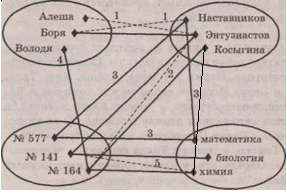 Алеша
Боря
Володя
Наставников
Энтузиастов
Косыгина
1
1
4
2
3
3
3
5
№ 577
№ 141
№ 164
математика
биология
химия